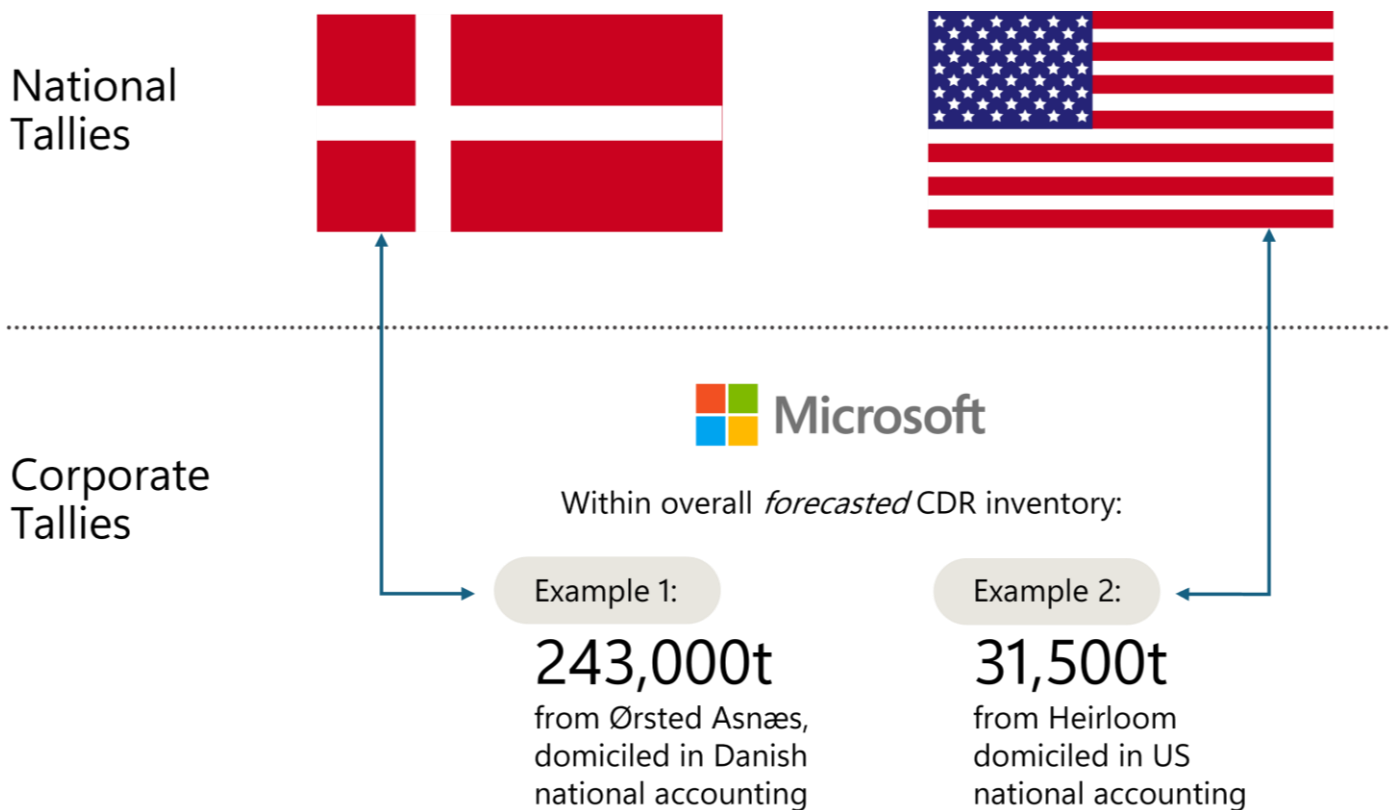 National
Tallies
Microsoft
Corporate
Tallies
Within overall forecasted CDR inventory:
Example 1:
243,000t
from Ørsted Asnæs,
domiciled in Danish
national accounting
Example 2:
31,500t
from Heirloom
domiciled in US
national accounting